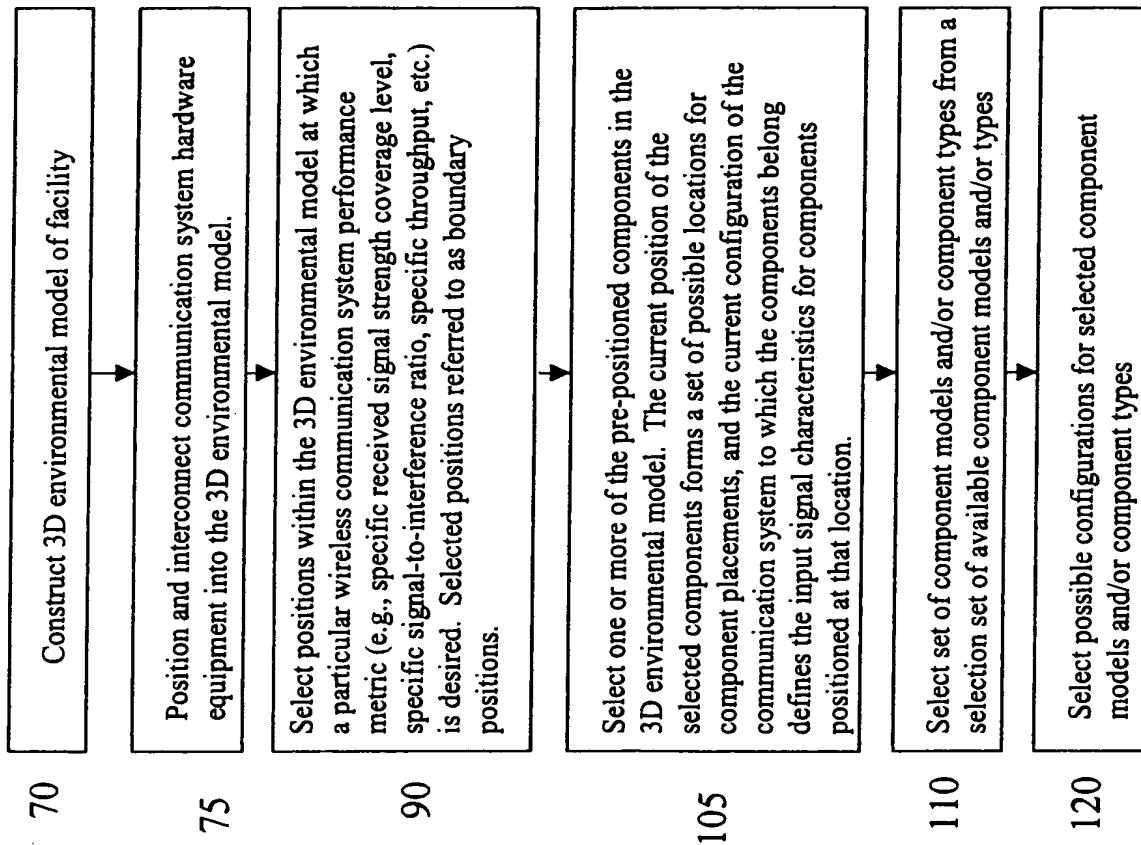 70
Construct 3D environmental model of facility
75
Position and interconnect communication system hardware
equipment into the 3D environmental model.
90
Select positions within the 3D environmental model at which
a particular wireless communication system performance
metric (e.g., specific received signal strength coverage level,
specific signal-to-interference ratio, specific throughput, etc.)
is desired. Selected positions referred to as boundary
positions.
105
Select one or more of the pre-positioned components in the
3D environmental model. The current position of the
selected components forms a set of possible locations for
component placements, and the current configuration of the
communication system to which the components belong
defines the input signal characteristics for components
positioned at that location.
110
Select set of component models and/or component types from a
selection set of available component models and/or types
120
Select possible configurations for selected component
models and/or component types